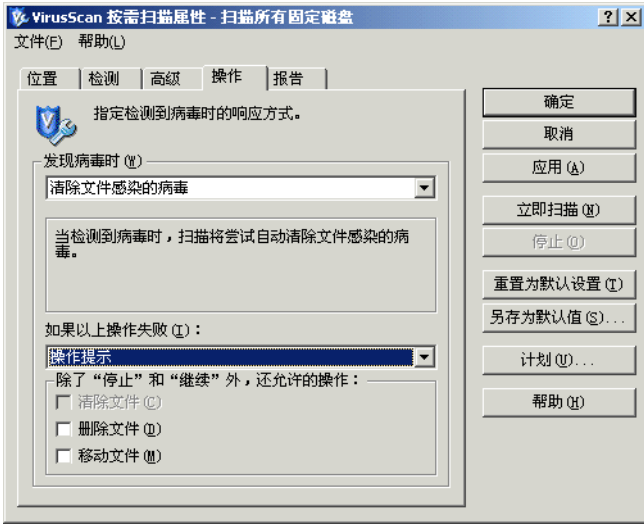 VirusScan 按需扫描属性 - 扫描所有固定磁盘
文件(F) 帮助(L)
位置 检测 高级 操作 报告
指定检测到病毒时的响应方式。
发现病毒时(W)
清除文件感染的病毒
当检测到病毒时，扫描将尝试自动清除文件感染的病
毒。
如果以上操作失败(I)：
操作提示
除了“停止”和“继续”外，还允许的操作：
清除文件(C)
删除文件(D)
移动文件(M)
确定
取消
应用(A)
立即扫描(N)
停止(O)
重置为默认设置(T)
另存为默认值(S)...
计划(U)...
帮助(H)